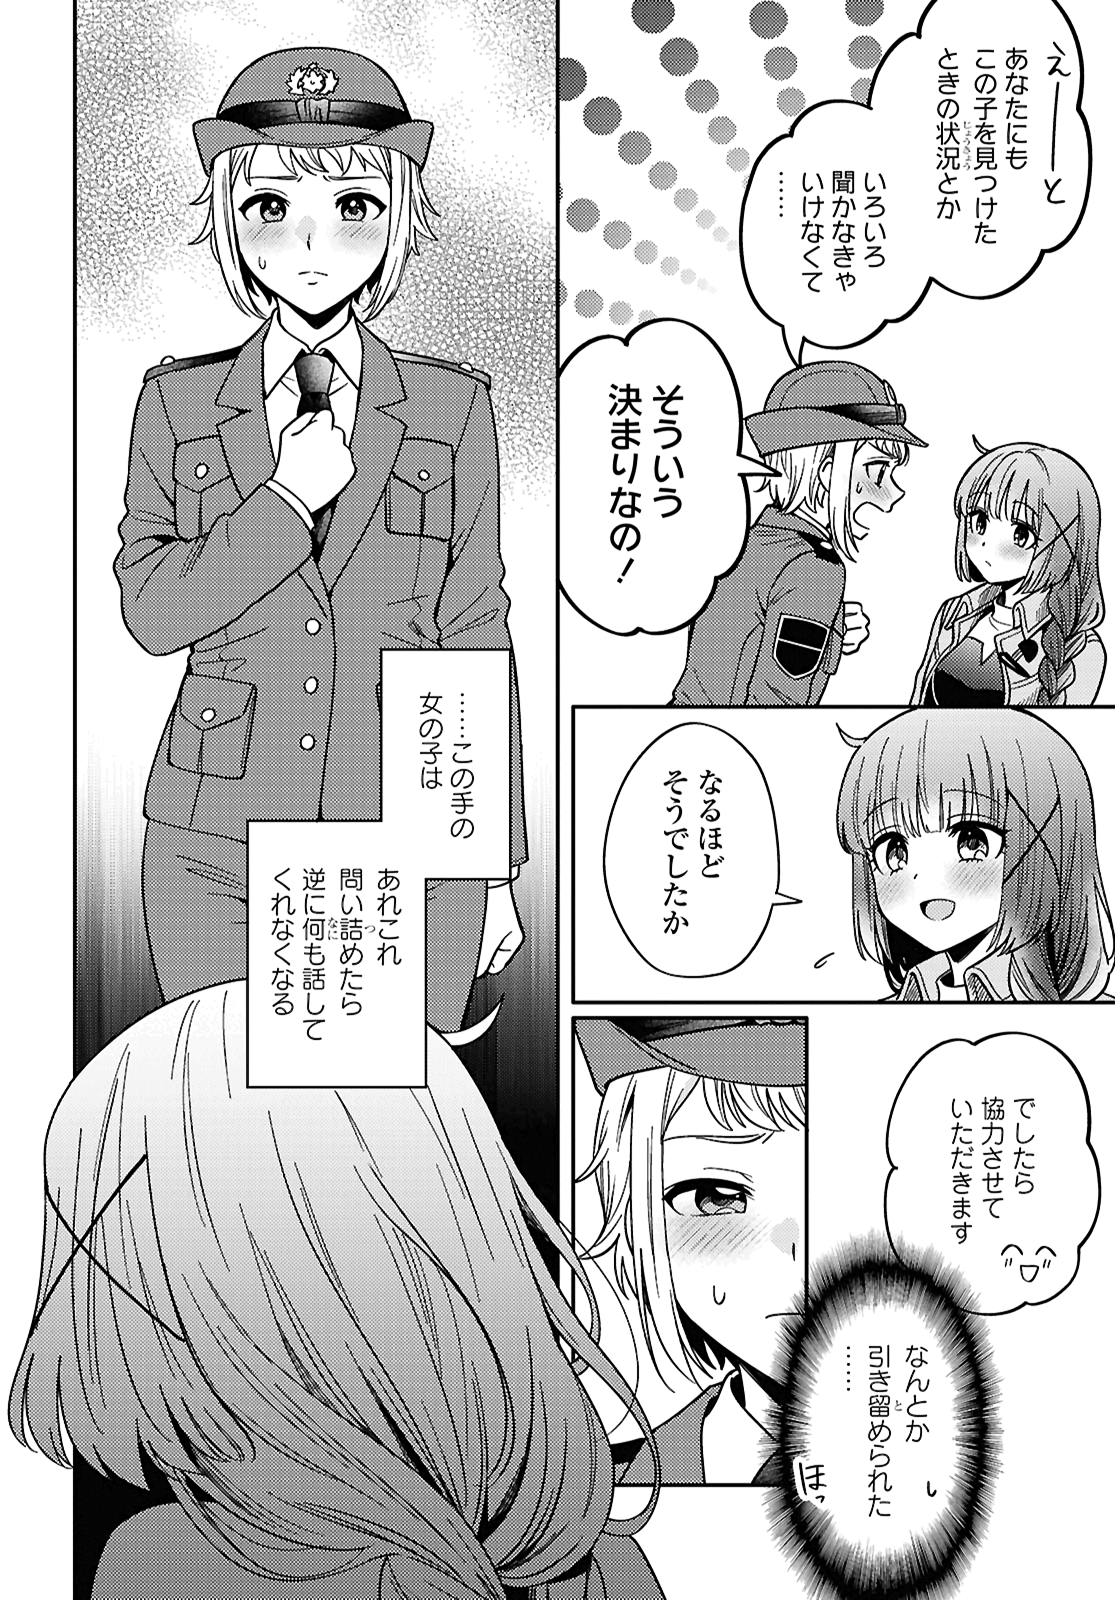 えーーと
あなたにも
この子を見つけた
ときの状況とか
いろいろ
聞かなきゃ
いけなくて
……
そういう
決まりなの！
なるほど
そうでしたか
でしたら
協力させて
いただきます
なんとか
引き留められた
……
ほっ
……この手の
女の子は
あれこれ
問い詰めたら
逆に何も話して
くれなくなる